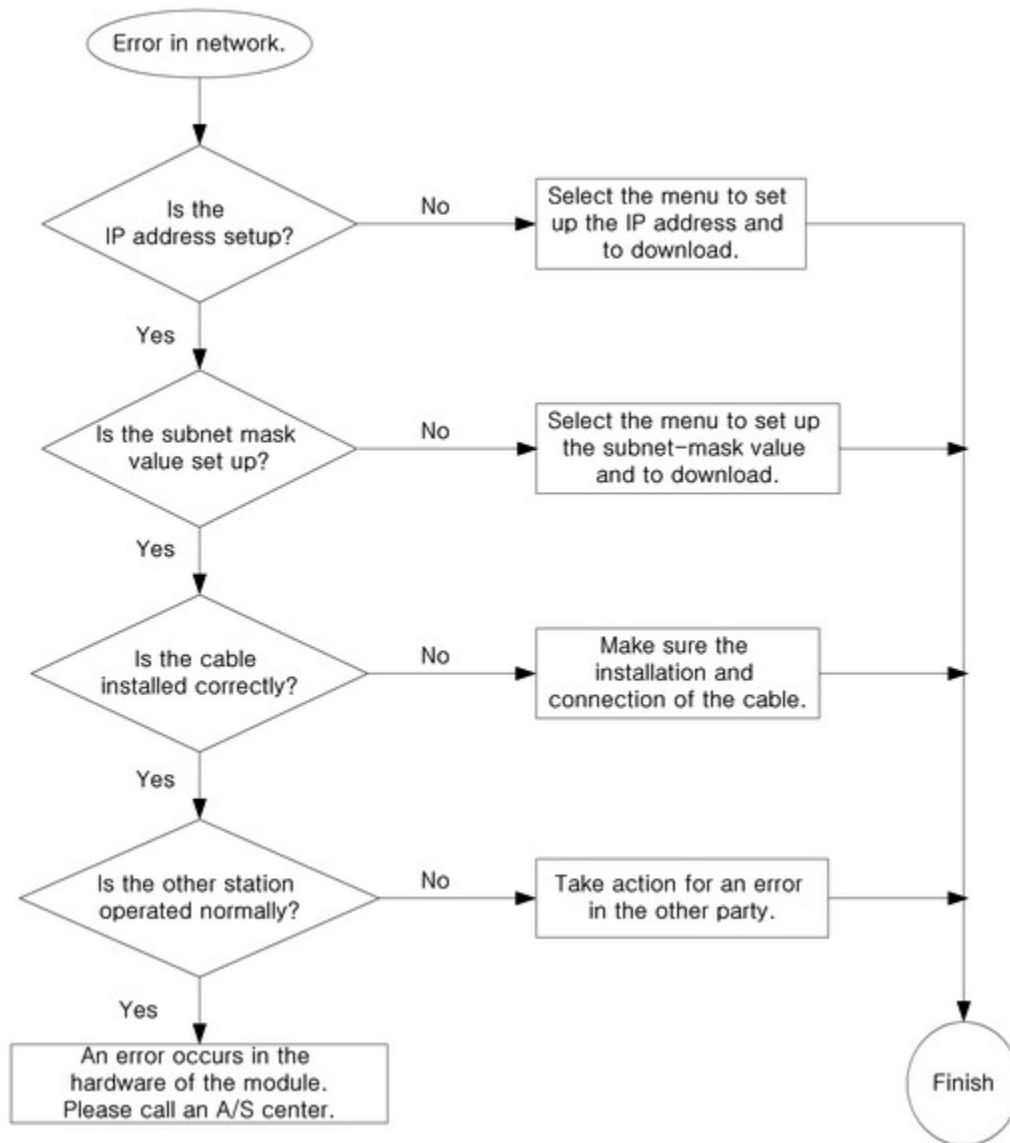 Error in network.
Is the
IP address setup?
No
Select the menu to set
up the IP address and
to download.
Yes
Is the subnet mask
value set up?
No
Select the menu to set up
the subnet-mask value
and to download.
Yes
Is the cable
installed correctly?
No
Make sure the
installation and
connection of the cable.
Yes
Is the other station
operated normally?
No
Take action for an error
in the other party.
Yes
An error occurs in the
hardware of the module.
Please call an A/S center.
Finish